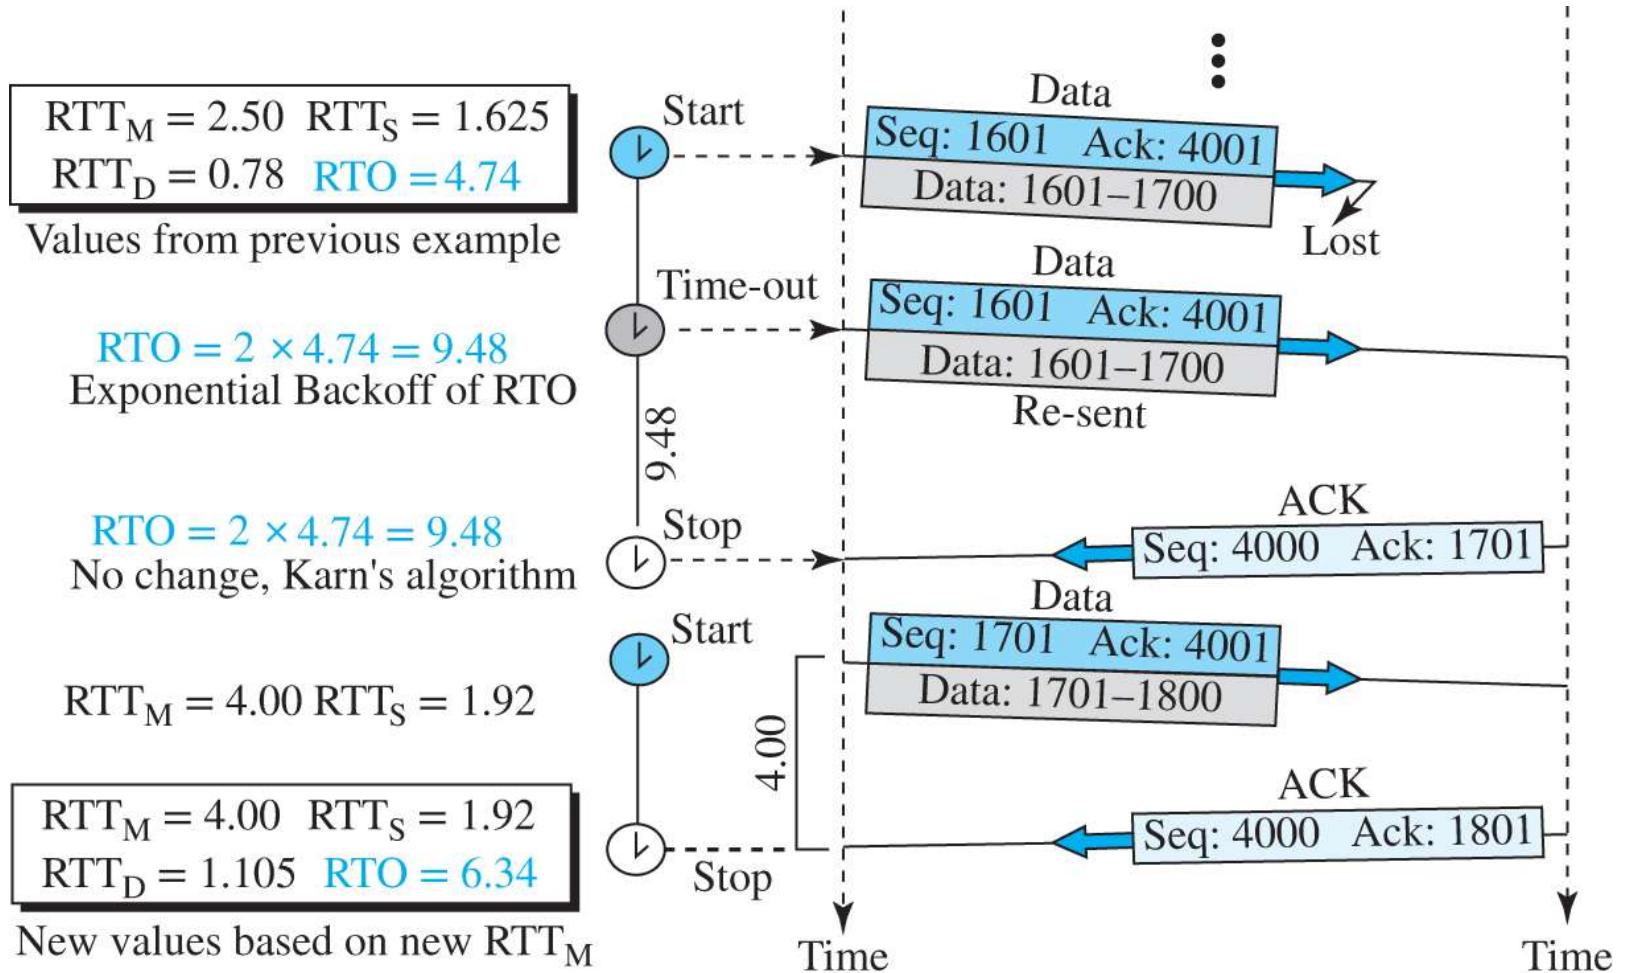 Data
RTT_M = 2.50 RTT_S = 1.625
Start
Seq: 1601 Ack: 4001
RTT_D = 0.78 RTO = 4.74
Data: 1601–1700
Values from previous example
Lost
Data
Time-out
Seq: 1601 Ack: 4001
RTO = 2 × 4.74 = 9.48
Exponential Backoff of RTO
Data: 1601–1700
Re-sent
9.48
ACK
RTO = 2 × 4.74 = 9.48
Stop
Seq: 4000 Ack: 1701
No change, Karn's algorithm
Data
Start
Seq: 1701 Ack: 4001
RTT_M = 4.00 RTT_S = 1.92
Data: 1701–1800
4.00
ACK
RTT_M = 4.00 RTT_S = 1.92
Seq: 4000 Ack: 1801
RTT_D = 1.105 RTO = 6.34
Stop
New values based on new RTT_M
Time
Time